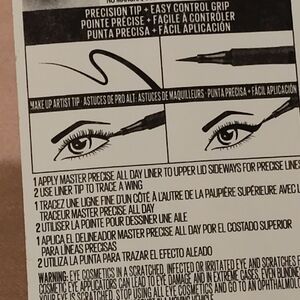 PRECISION TIP + EASY CONTROL GRIP
POINTE PRÉCISE + FACILE À CONTRÔLER
PUNTA PRECISA + FÁCIL APLICACIÓN
MAKE UP ARTIST TIP · ASTUCES DE PRO ALT: ASTUCES DE MAQUILLEURS · PUNTA PRECISA + FÁCIL APLICACIÓN
1 APPLY MASTER PRECISE ALL DAY LINER TO UPPER LID SIDEWAYS FOR PRECISE LINES
2 USE LINER TIP TO TRACE A WING
1 TRACEZ UNE LIGNE FINE D'UN CÔTÉ À L'AUTRE DE LA PAUPIÈRE SUPÉRIEURE AVEC
TRACEUR MASTER PRECISE ALL DAY
2 UTILISER LA POINTE POUR DESSINER UNE AILE
1 APLICA EL DELINEADOR MASTER PRECISE ALL DAY POR EL COSTADO SUPERIOR
PARA LÍNEAS PRECISAS
2 UTILIZA LA PUNTA PARA TRAZAR EL EFECTO ALEADO
WARNING: EYE COSMETICS IN A SCRATCHED, INFECTED OR IRRITATED EYE AND SCRATCHES
COSMETIC EYE APPLICATORS CAN LEAD TO EYE DAMAGE AND IN EXTREME CASES, EVEN
YOUR EYE IS SCRATCHED, STOP USING ALL EYE COSMETICS AND GO TO AN